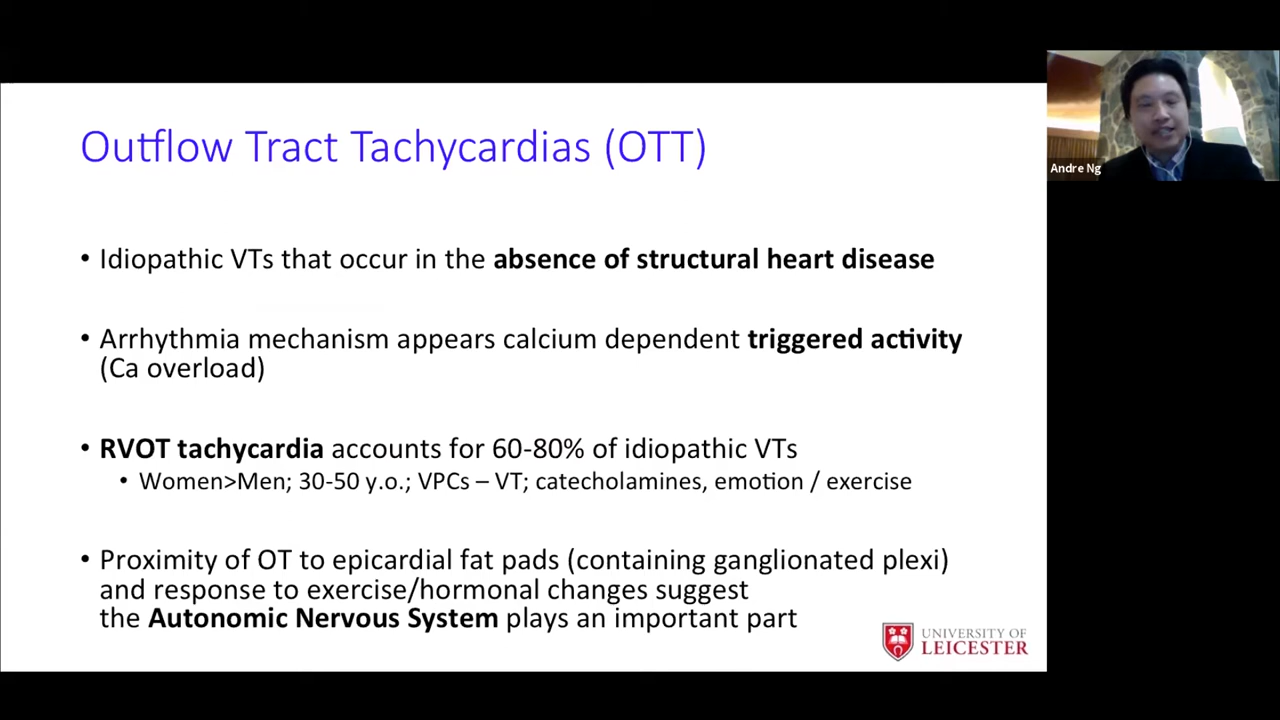 Outflow Tract Tachycardias (OTT)
• Idiopathic VTs that occur in the absence of structural heart disease
• Arrhythmia mechanism appears calcium dependent triggered activity
(Ca overload)
• RVOT tachycardia accounts for 60-80% of idiopathic VTs
• Women>Men; 30-50 y.o.; VPCs – VT; catecholamines, emotion / exercise
• Proximity of OT to epicardial fat pads (containing ganglionated plexi)
and response to exercise/hormonal changes suggest
the Autonomic Nervous System plays an important part
UNIVERSITY OF
LEICESTER
Andre Ng